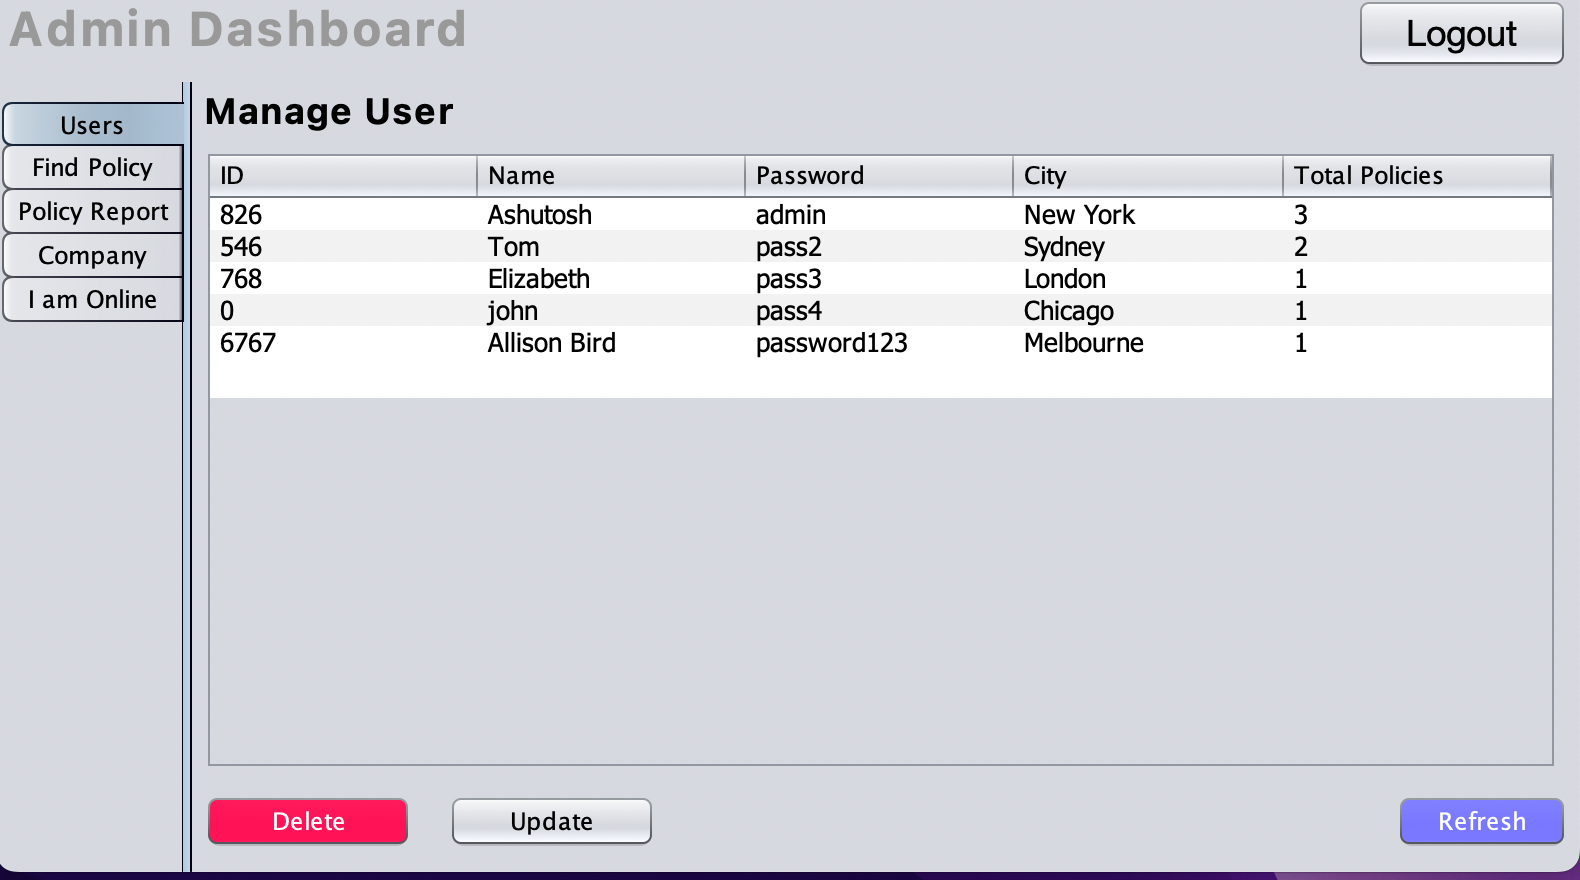 Admin Dashboard
Logout
Users
Find Policy
Policy Report
Company
I am Online
Manage User
ID Name Password City Total Policies
826 Ashutosh admin New York 3
546 Tom pass2 Sydney 2
768 Elizabeth pass3 London 1
0 john pass4 Chicago 1
6767 Allison Bird password123 Melbourne 1
Delete Update Refresh